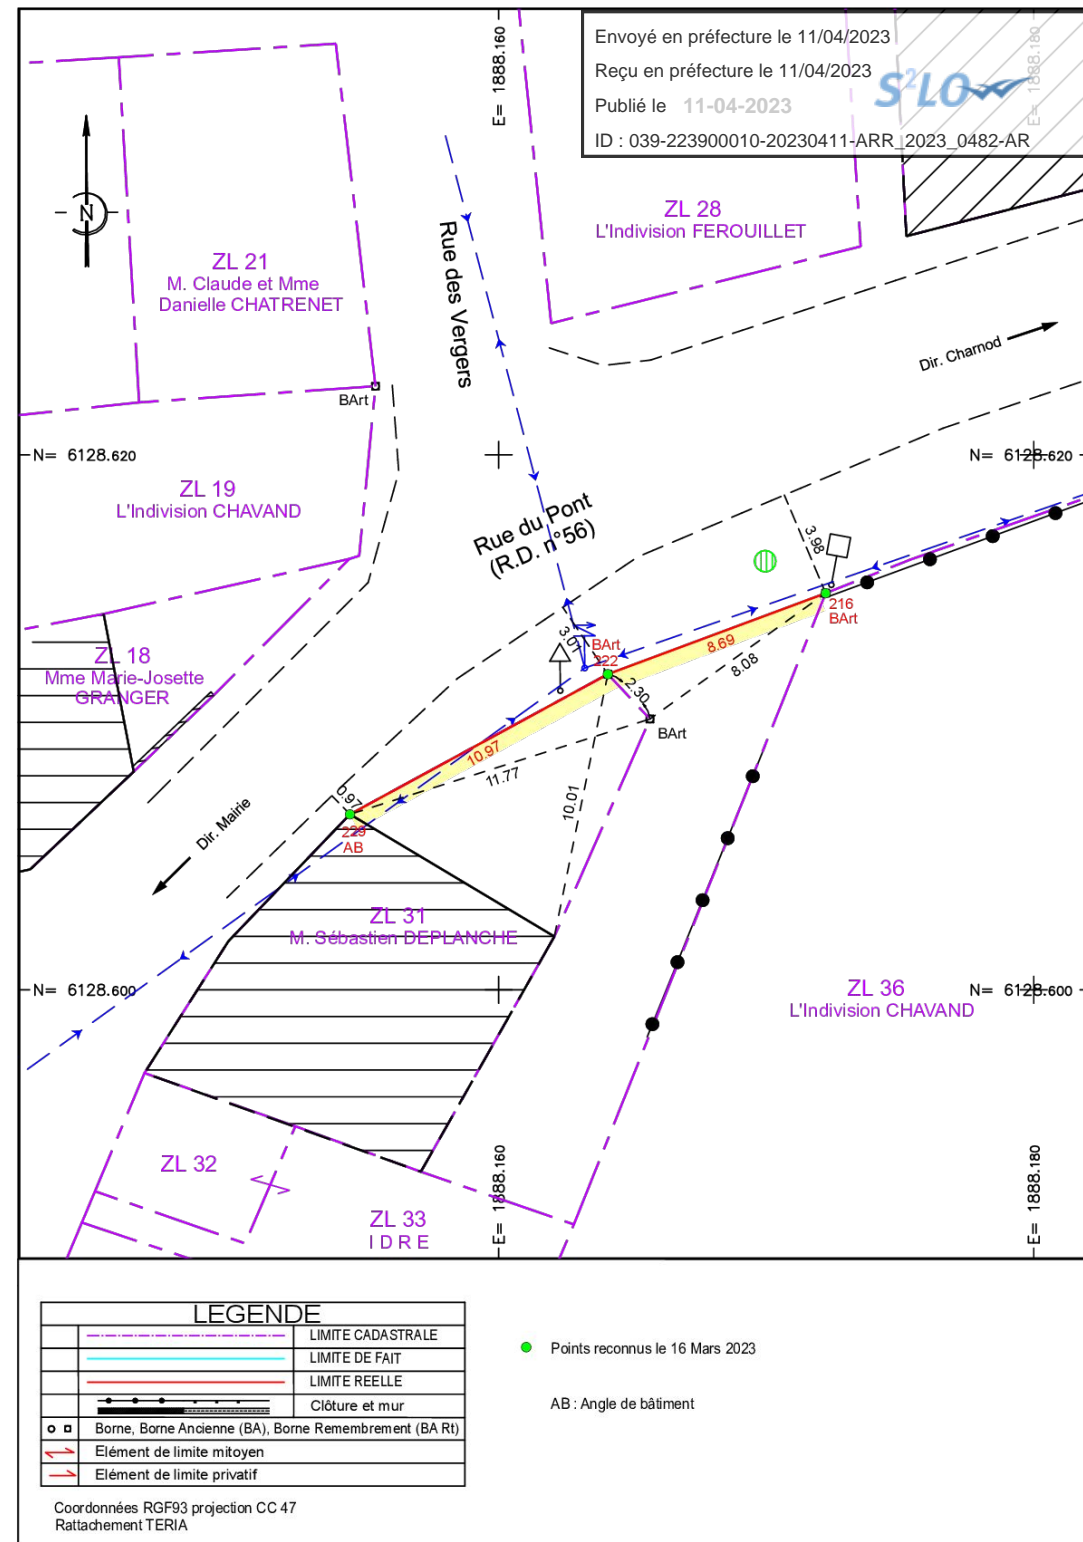 Envoyé en préfecture le 11/04/2023
Reçu en préfecture le 11/04/2023
Publié le 11-04-2023
S²LO
ID : 039-223900010-20230411-ARR_2023_0482-AR
E= 1888.160
E= 1888.180
N
ZL 28
L'Indivision FEROUILLET
ZL 21
M. Claude et Mme
Danielle CHATRENET
Rue des Vergers
Dir. Charnod
BArt
N= 6128.620
N= 6128.620
ZL 19
L'Indivision CHAVAND
Rue du Pont
(R.D. n°56)
3.98
216
BArt
3.01
BArt
222
8.69
8.08
2.30
BArt
ZL 18
Mme Marie-Josette
GRANGER
10.97
11.77
10.01
0.97
229
AB
Dir. Mairie
ZL 31
M. Sébastien DEPLANCHE
N= 6128.600
N= 6128.600
ZL 36
L'Indivision CHAVAND
ZL 32
ZL 33
I D R E
E= 1888.160
E= 1888.180
LEGENDE
LIMITE CADASTRALE
LIMITE DE FAIT
LIMITE REELLE
Clôture et mur
Borne, Borne Ancienne (BA), Borne Remembrement (BA Rt)
Elément de limite mitoyen
Elément de limite privatif
Points reconnus le 16 Mars 2023
AB : Angle de bâtiment
Coordonnées RGF93 projection CC 47
Rattachement TERIA